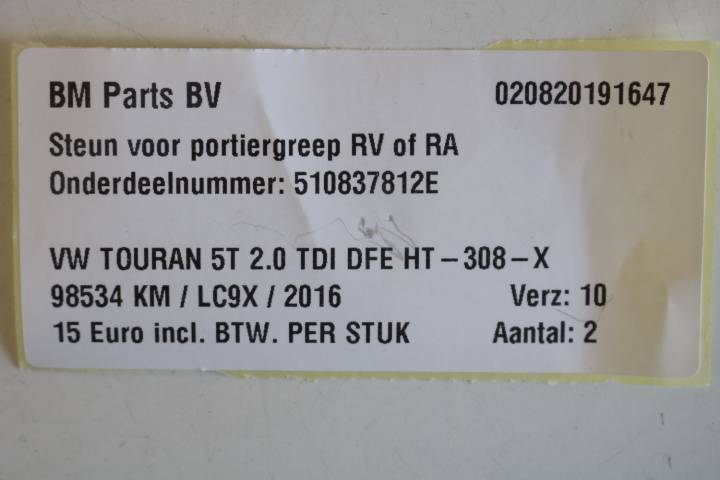 BM Parts BV 020820191647
Steun voor portiergreep RV of RA
Onderdeelnummer: 510837812E
VW TOURAN 5T 2.0 TDI DFE HT-308-X
98534 KM / LC9X / 2016 Verz: 10
15 Euro incl. BTW. PER STUK Aantal: 2